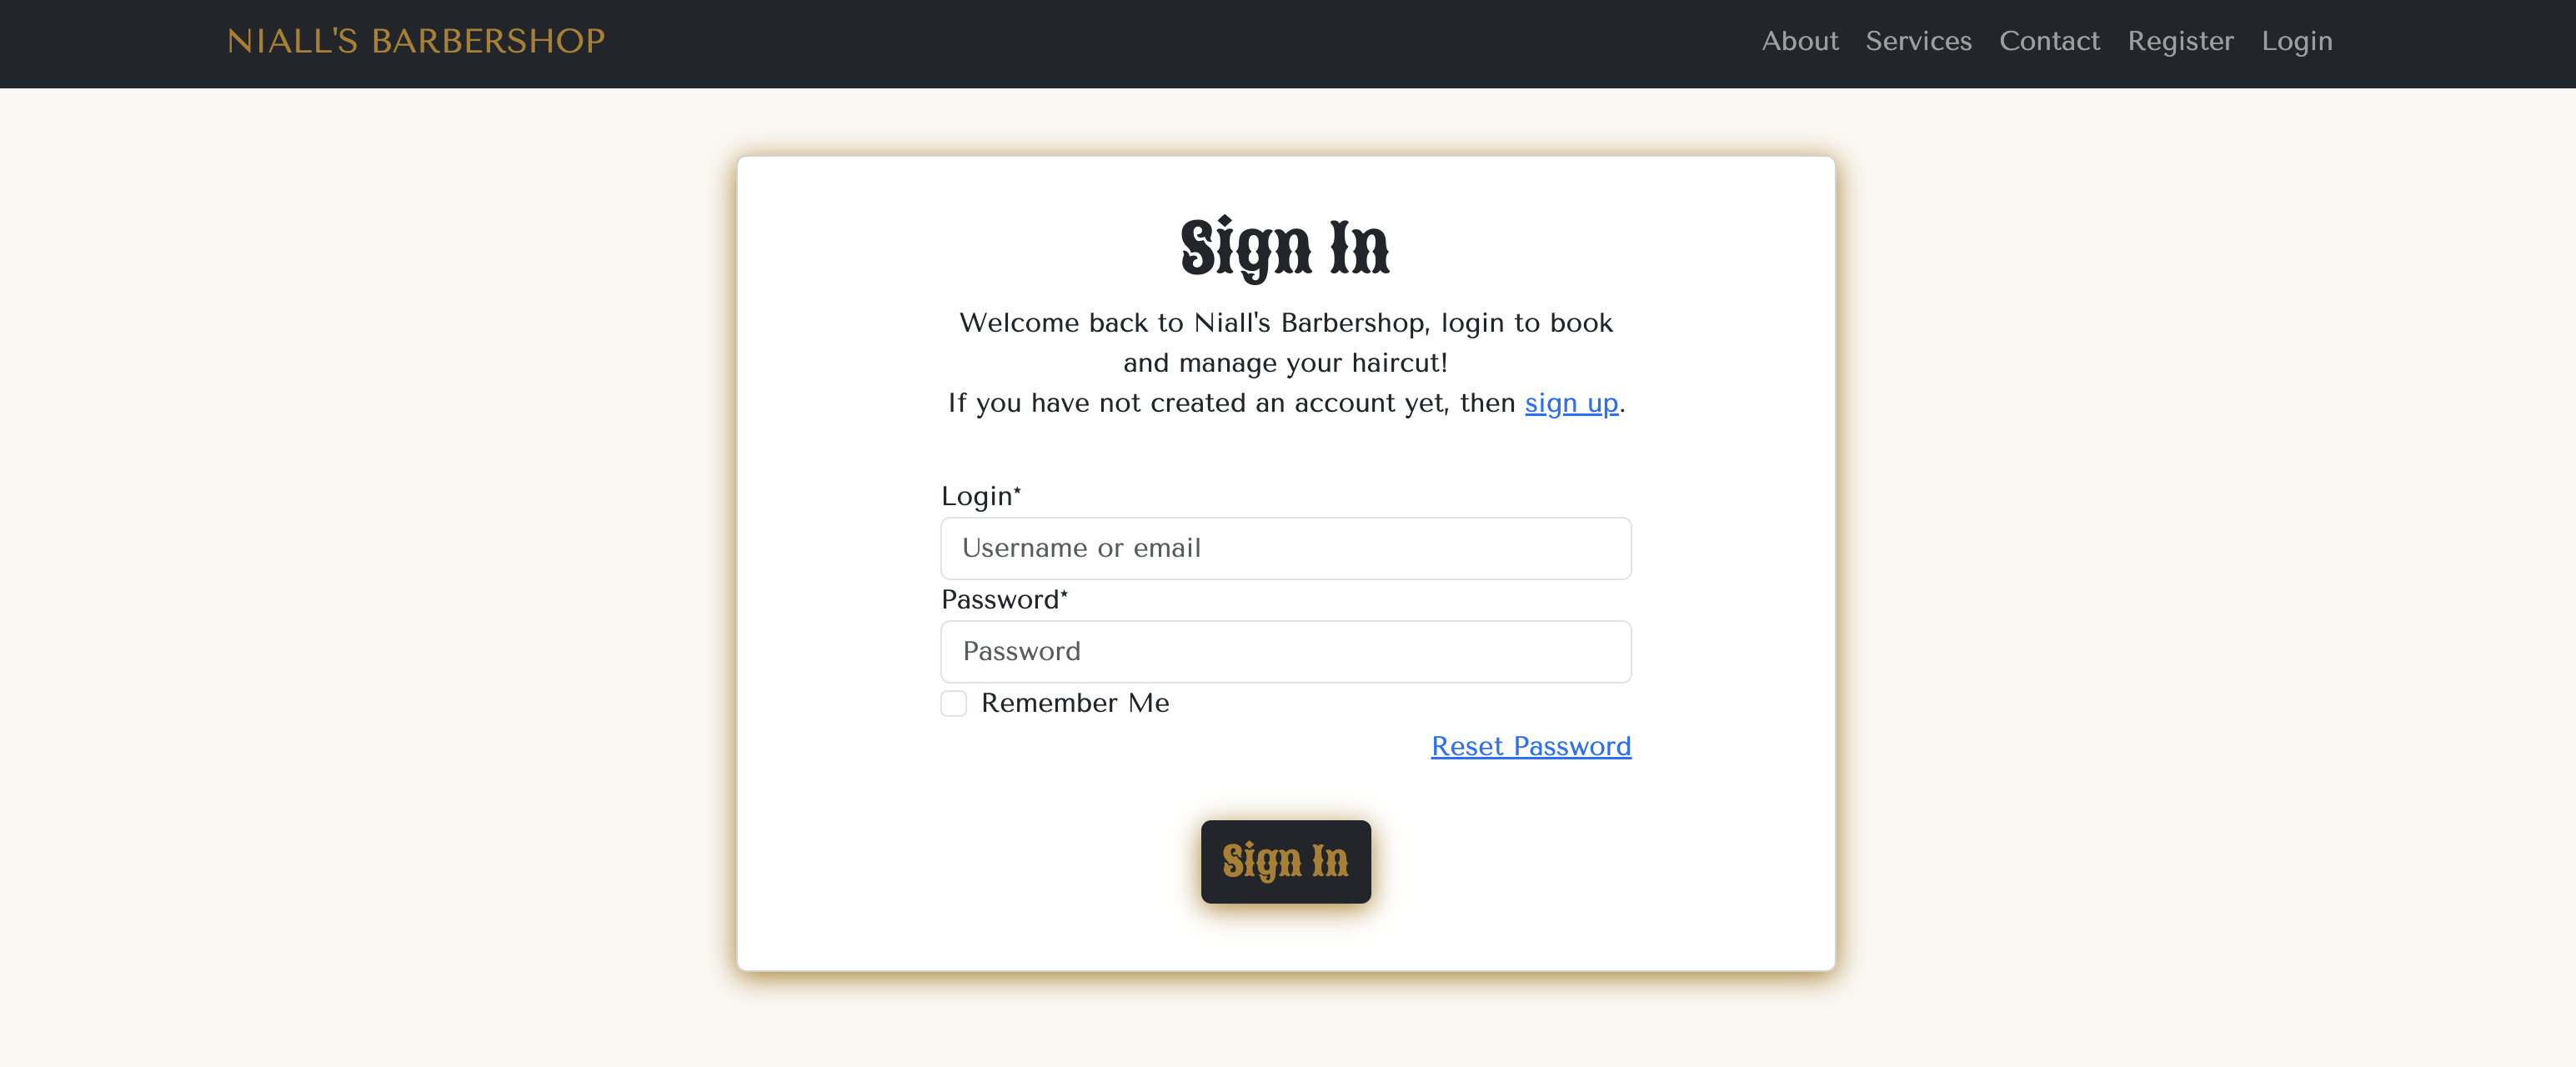 NIALL'S BARBERSHOP
About Services Contact Register Login
Sign In
Welcome back to Niall's Barbershop, login to book
and manage your haircut!
If you have not created an account yet, then sign up.
Login*
Username or email
Password*
Password
Remember Me
Reset Password
Sign In